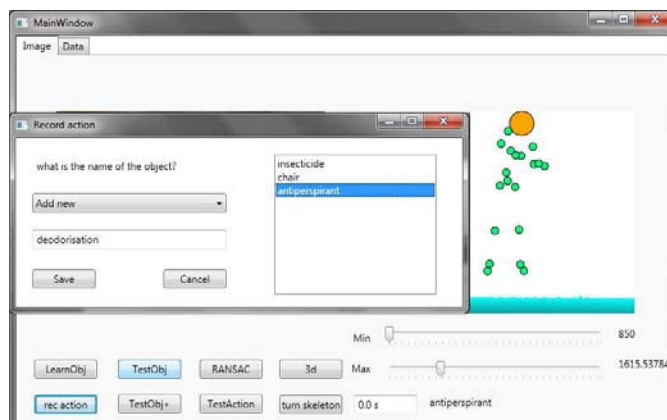 MainWindow
Image Data
Record action
what is the name of the object?
Add new
deodorisation
Save Cancel
insecticide
chair
antiperspirant
Min 850
LearnObj TestObj RANSAC 3d Max 1615.53784
rec action TestObj+ TestAction turn skeleton 0.0 s antiperspirant